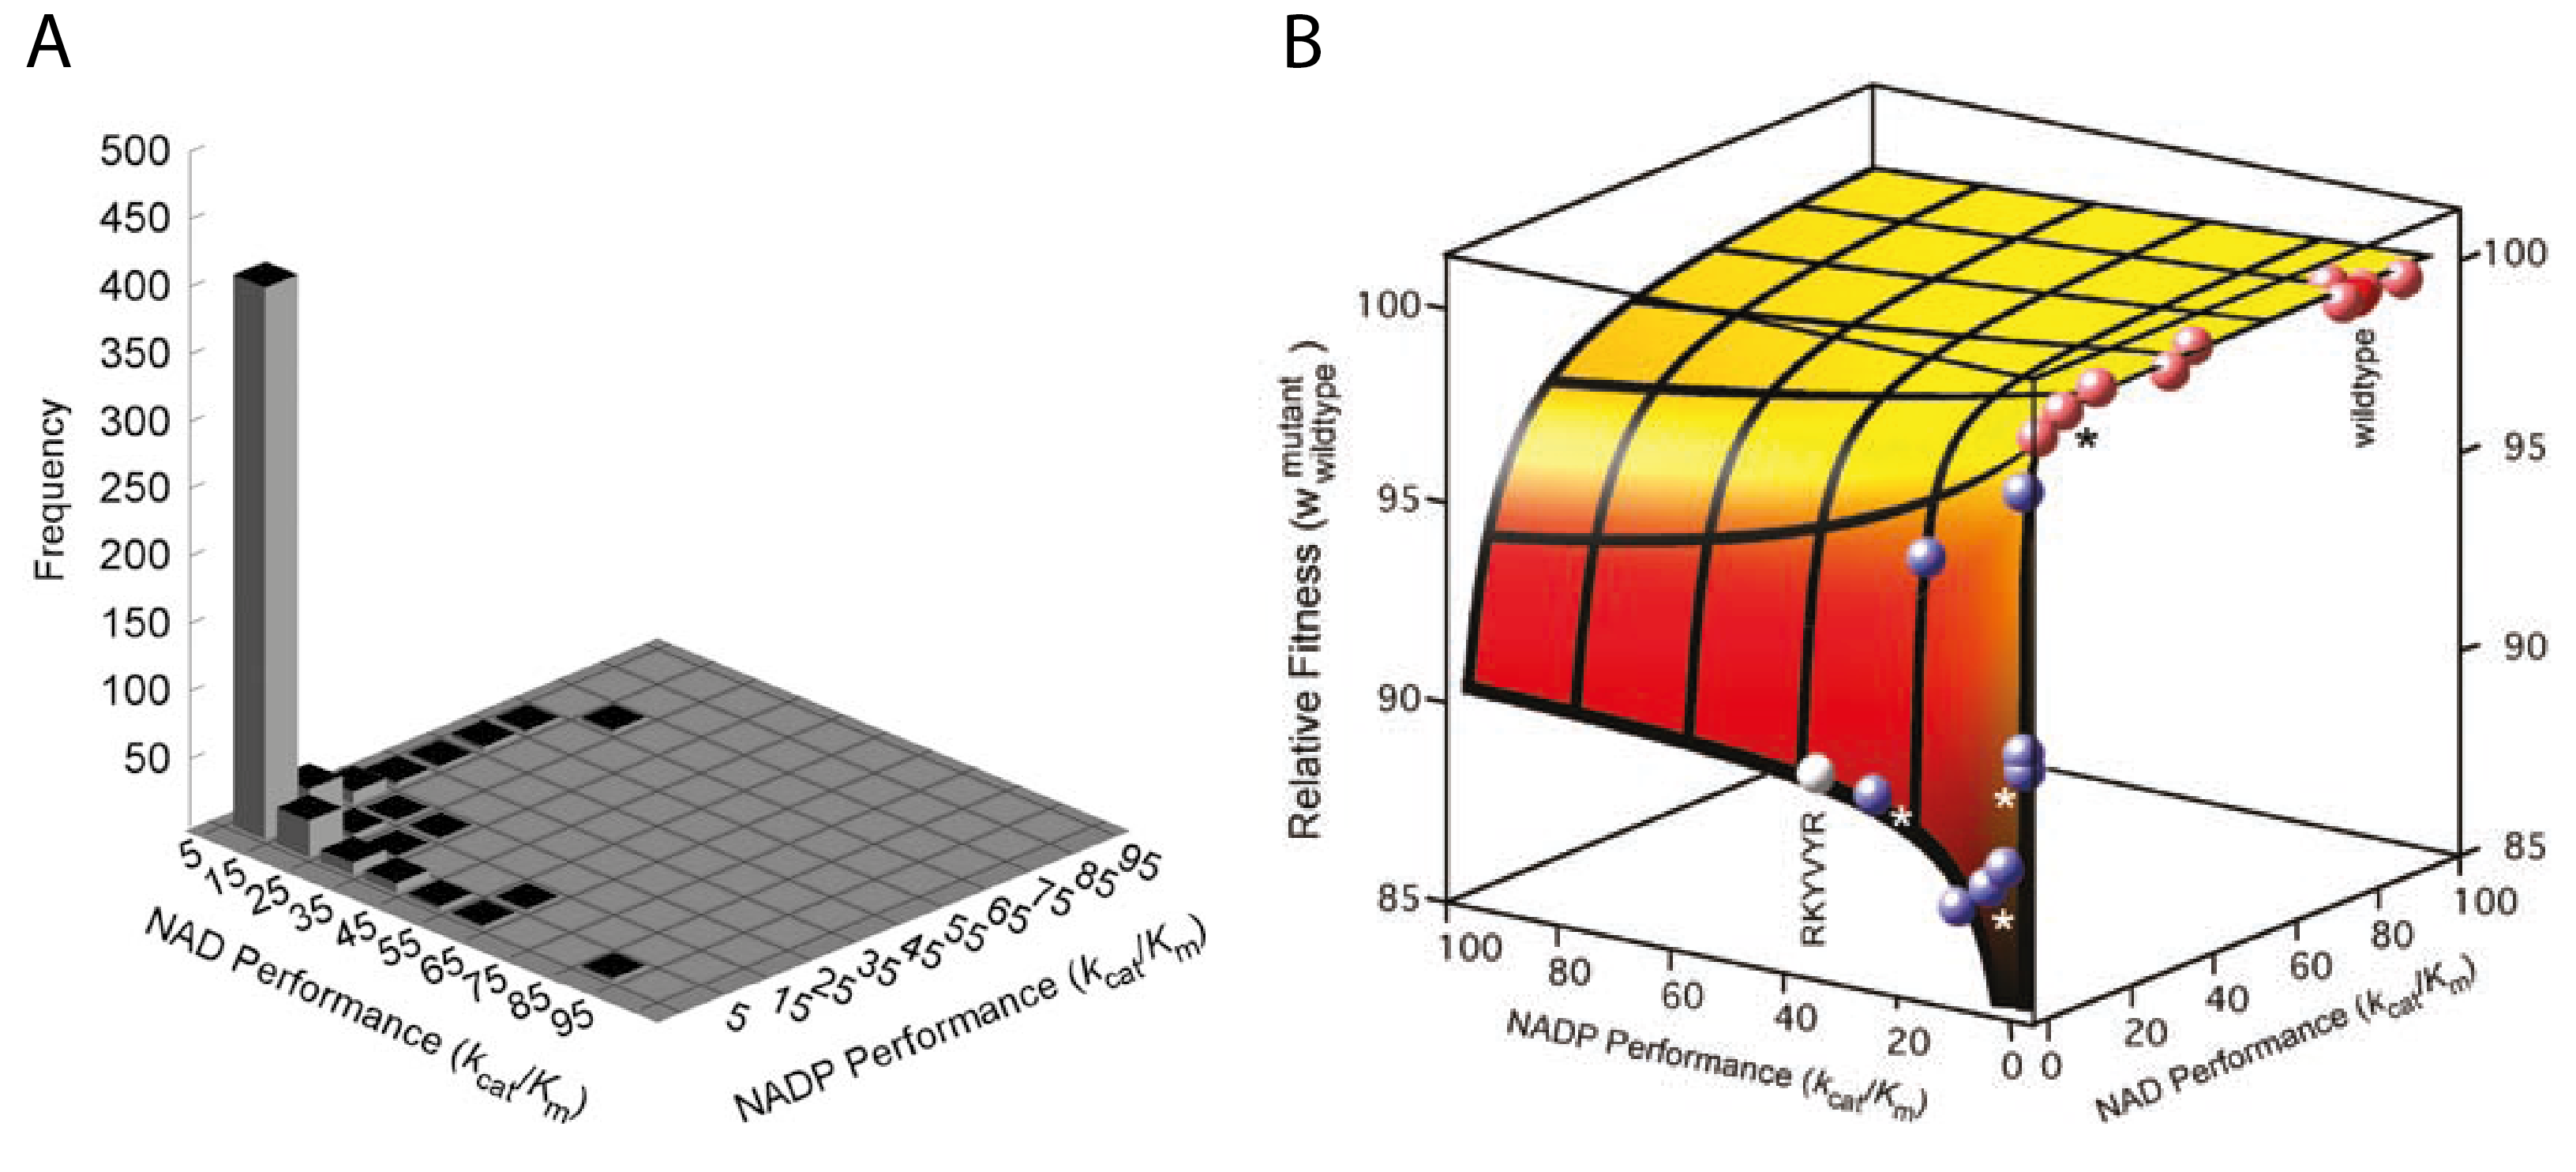 A
500
450
400
350
300
250
200
150
100
50
Frequency
5 15 25 35 45 55 65 75 85 95
NAD Performance (kcat/Km)
5 15 25 35 45 55 65 75 85 95
NADP Performance (kcat/Km)
B
100
95
90
85
Relative Fitness (w mutant wildtype)
100
95
90
85
wildtype
*
*
*
*
RKYVYR
100 80 60 40 20 0
NADP Performance (kcat/Km)
0 20 40 60 80 100
NAD Performance (kcat/Km)